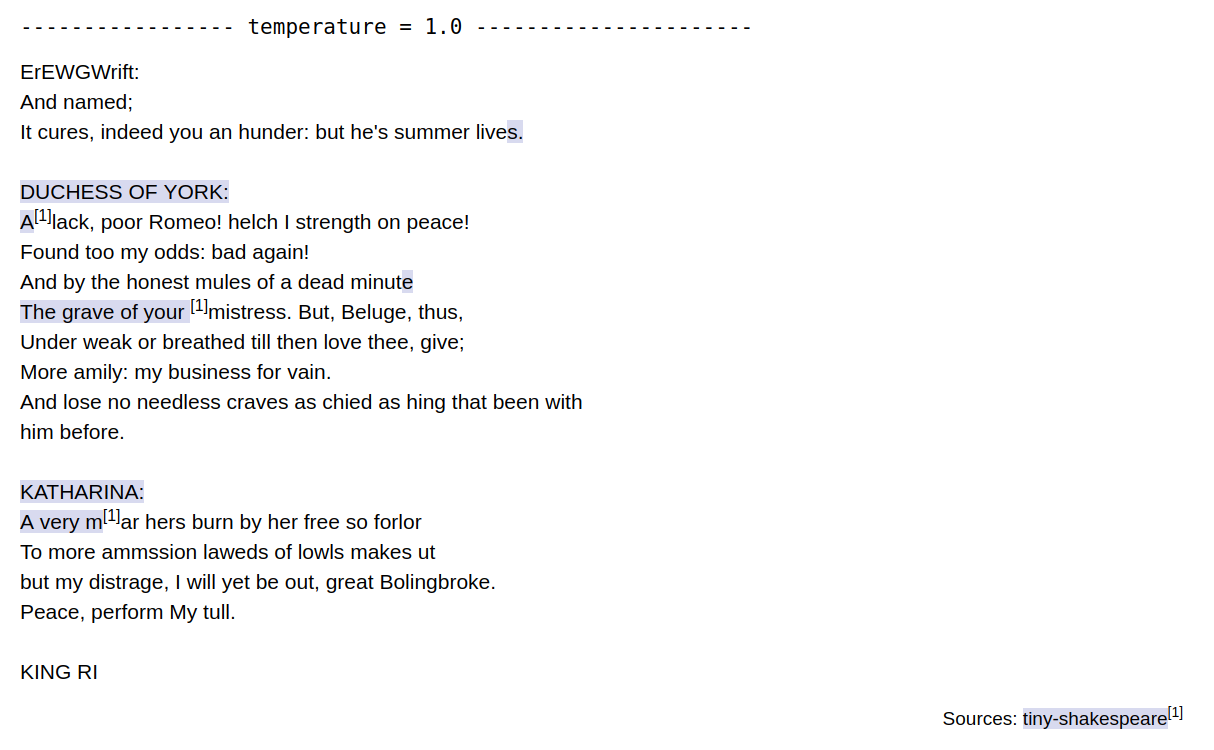 ----------------- temperature = 1.0 ----------------------
ErEWGWrift:
And named;
It cures, indeed you an hunder: but he's summer lives.
DUCHESS OF YORK:
A[1]lack, poor Romeo! helch I strength on peace!
Found too my odds: bad again!
And by the honest mules of a dead minute
The grave of your [1]mistress. But, Beluge, thus,
Under weak or breathed till then love thee, give;
More amily: my business for vain.
And lose no needless craves as chied as hing that been with
him before.
KATHARINA:
A very m[1]ar hers burn by her free so forlor
To more ammssion laweds of lowls makes ut
but my distrage, I will yet be out, great Bolingbroke.
Peace, perform My tull.
KING RI
Sources: tiny-shakespeare[1]